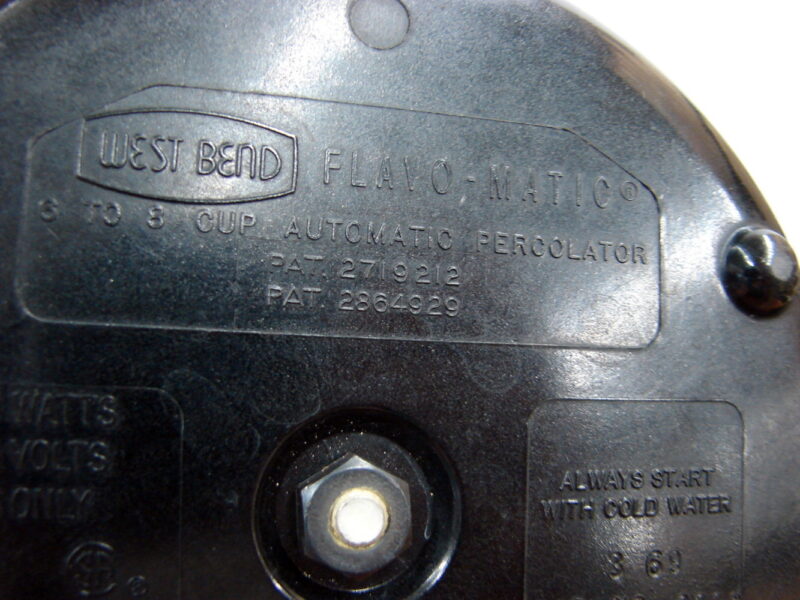 WEST BEND FLAVO-MATIC®
6 TO 8 CUP AUTOMATIC PERCOLATOR
PAT. 2719212
PAT 2864929
WATTS
VOLTS
ONLY
ALWAYS START
WITH COLD WATER
3 69